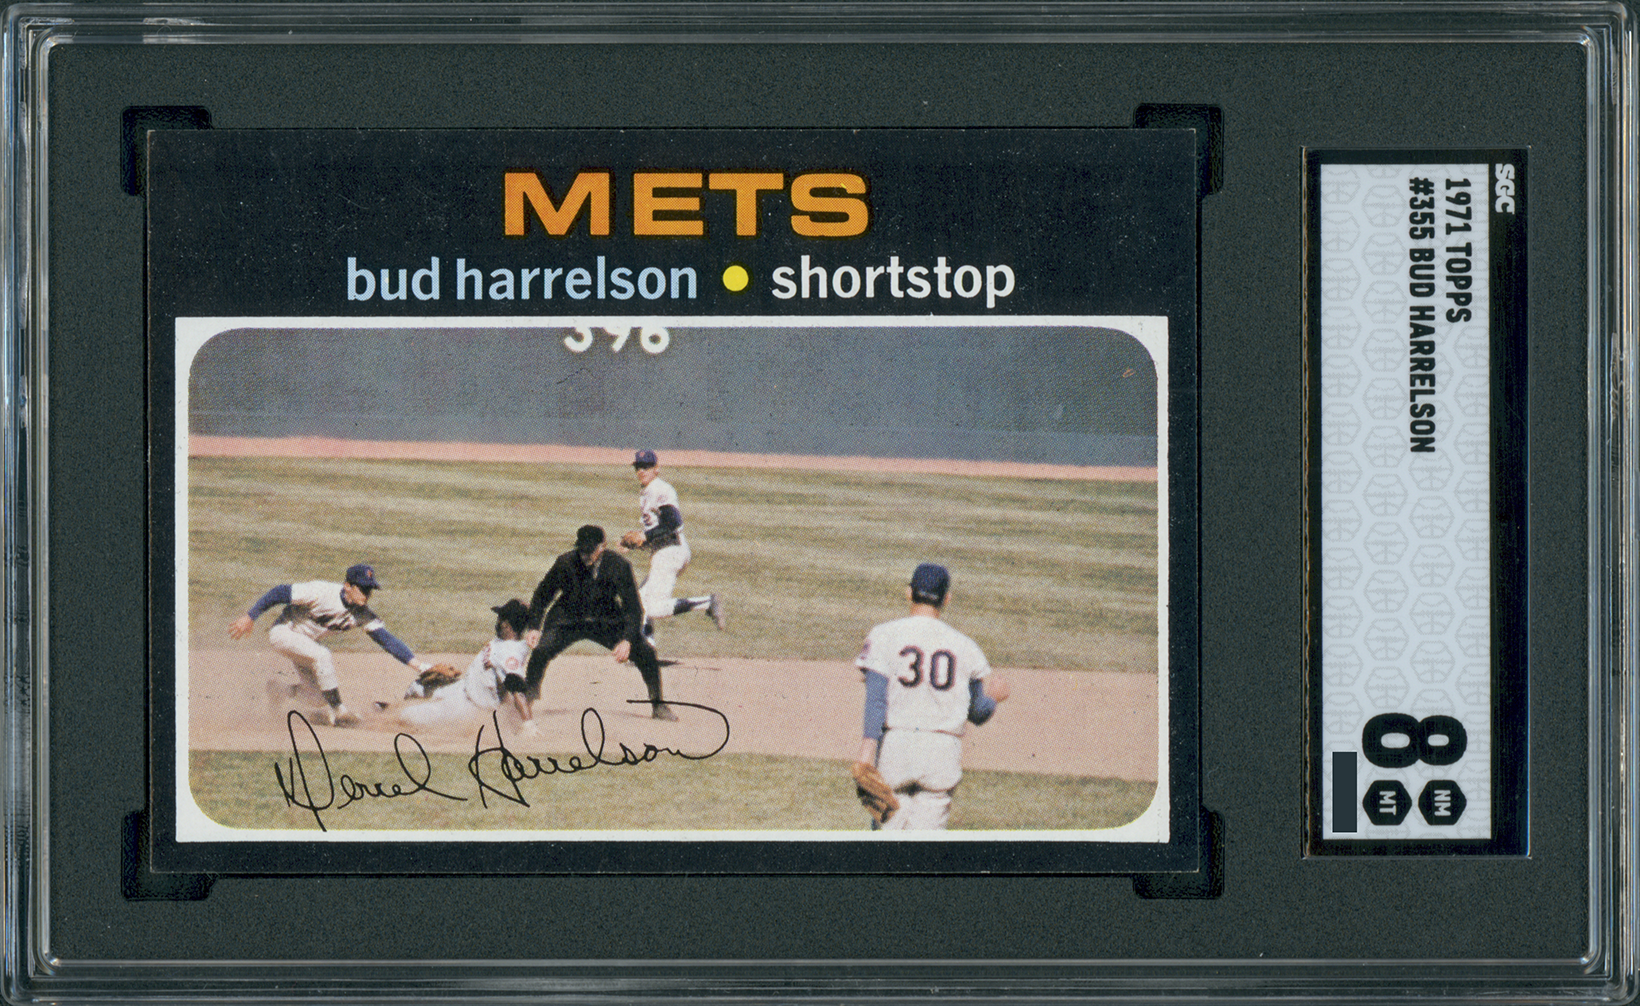 METS
bud harrelson • shortstop
396
30
Derrel Harrelson
SGC
1971 TOPPS
#355 BUD HARRELSON
8
NM
MT